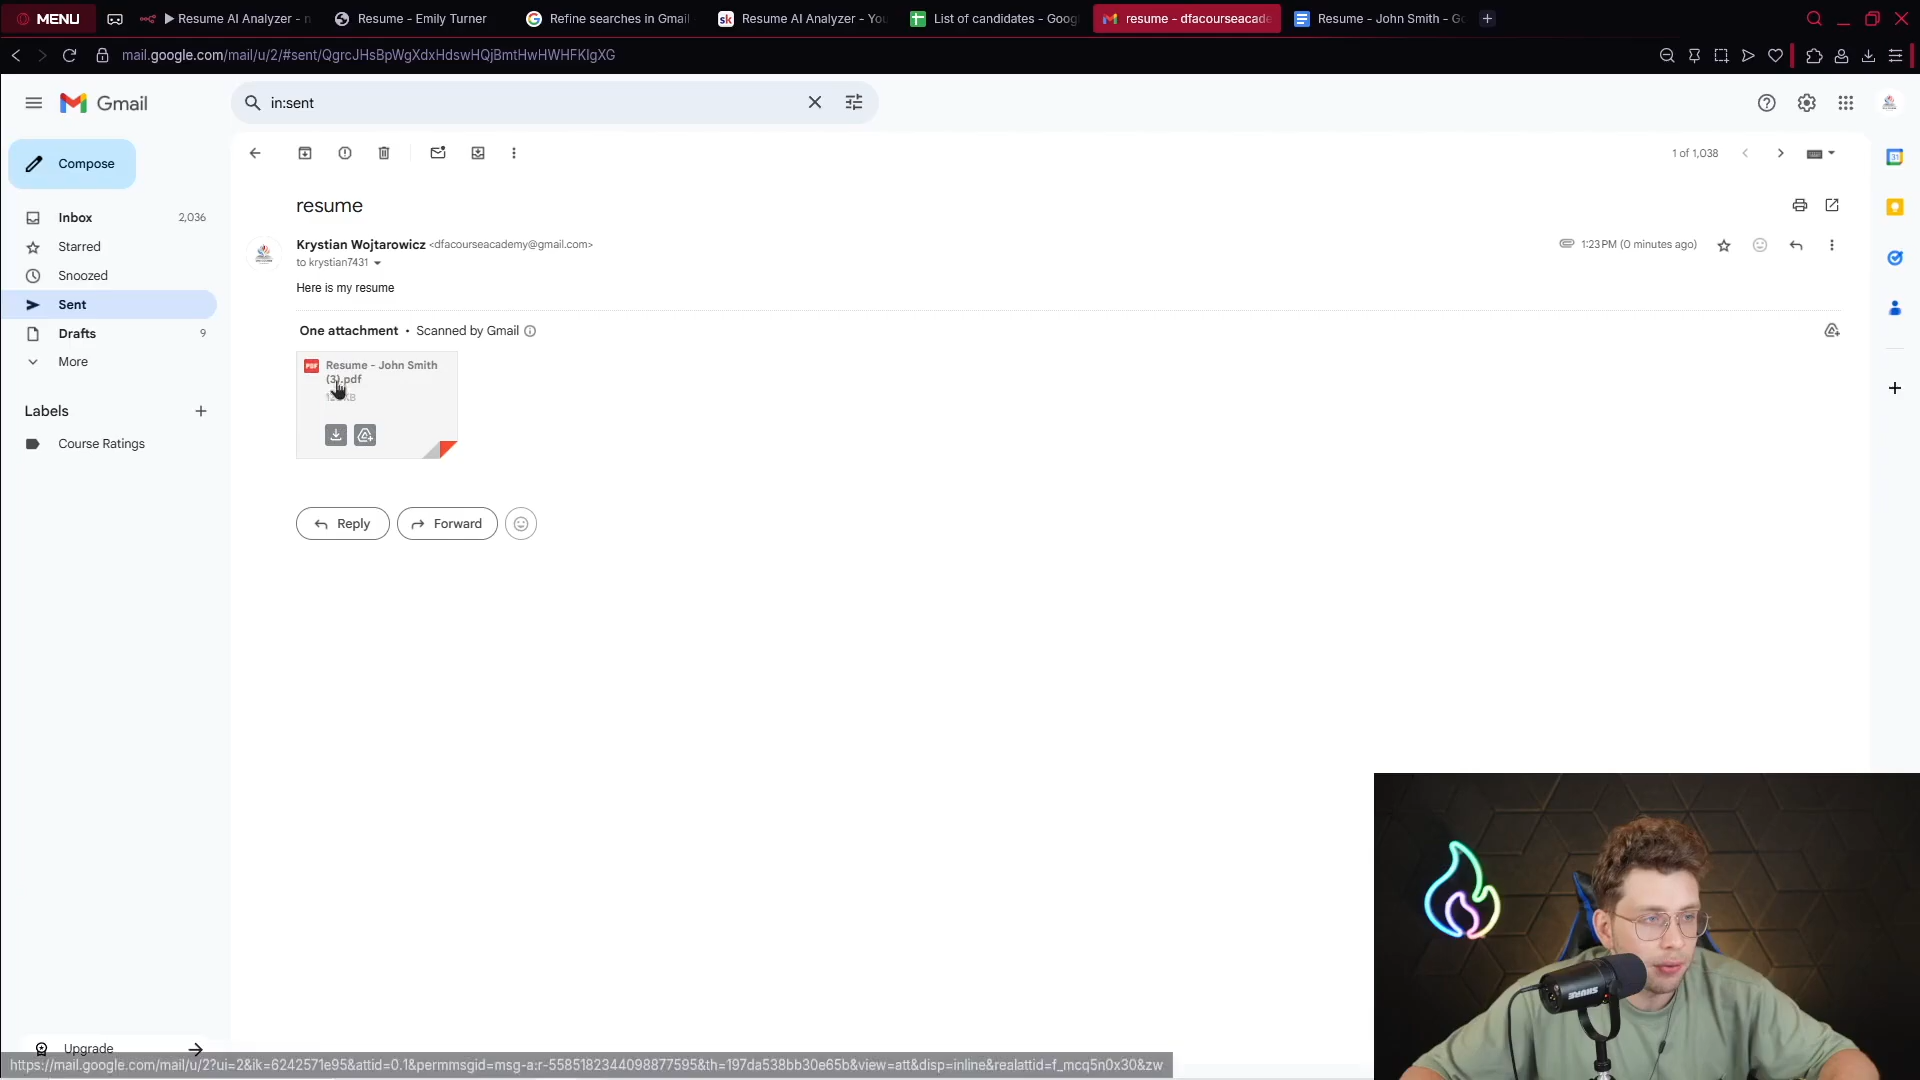 MENU
▶ Resume AI Analyzer - n
Resume - Emily Turner
Refine searches in Gmail
Resume AI Analyzer - You
List of candidates - Goog
resume - dfacourseacade
Resume - John Smith - Go
mail.google.com/mail/u/2/#sent/QgrcJHsBpWgXdxHdswHQjBmtHwHWHFKlgXG
Gmail
in:sent
Compose
1 of 1,038
Inbox 2,036
Starred
Snoozed
Sent
Drafts 9
More
Labels
Course Ratings
resume
Krystian Wojtarowicz <dfacourseacademy@gmail.com>
1:23 PM (0 minutes ago)
to krystian7431
Here is my resume
One attachment • Scanned by Gmail
PDF
Resume - John Smith
(3).pdf
Reply
Forward
31
SHURE
Upgrade
https://mail.google.com/mail/u/2?ui=2&ik=6242571e95&attid=0.1&permmsgid=msg-a:r-5585182344098877595&th=197da538bb30e65b&view=att&disp=inline&realattid=f_mcq5n0x30&zw